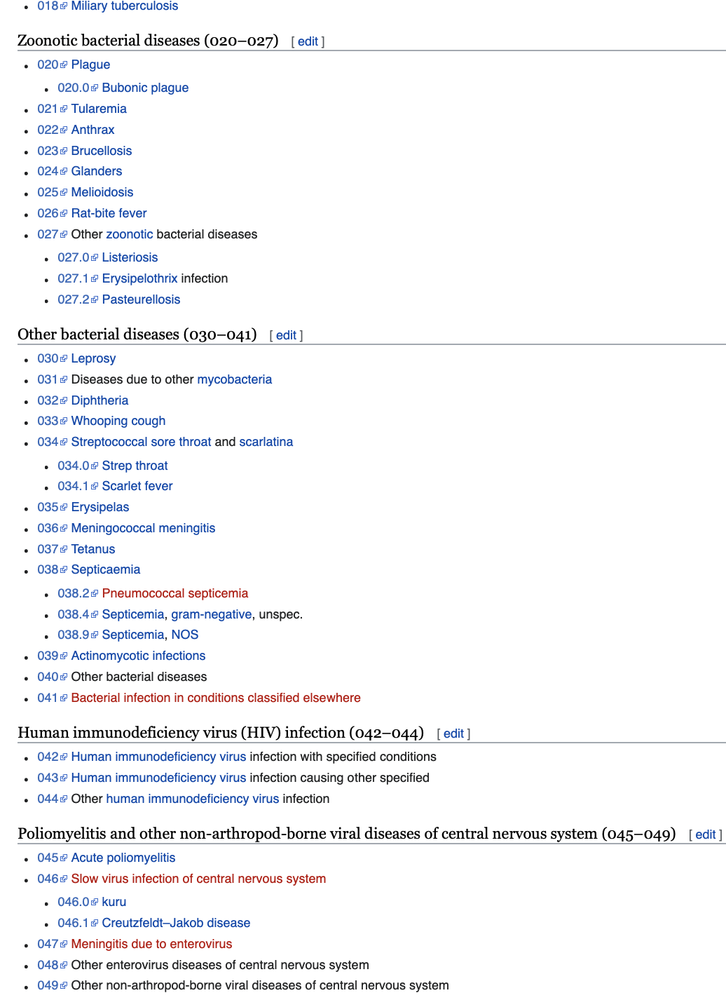 018 Miliary tuberculosis
Zoonotic bacterial diseases (020–027) [ edit ]
020 Plague
020.0 Bubonic plague
021 Tularemia
022 Anthrax
023 Brucellosis
024 Glanders
025 Melioidosis
026 Rat-bite fever
027 Other zoonotic bacterial diseases
027.0 Listeriosis
027.1 Erysipelothrix infection
027.2 Pasteurellosis
Other bacterial diseases (030–041) [ edit ]
030 Leprosy
031 Diseases due to other mycobacteria
032 Diphtheria
033 Whooping cough
034 Streptococcal sore throat and scarlatina
034.0 Strep throat
034.1 Scarlet fever
035 Erysipelas
036 Meningococcal meningitis
037 Tetanus
038 Septicaemia
038.2 Pneumococcal septicemia
038.4 Septicemia, gram-negative, unspec.
038.9 Septicemia, NOS
039 Actinomycotic infections
040 Other bacterial diseases
041 Bacterial infection in conditions classified elsewhere
Human immunodeficiency virus (HIV) infection (042–044) [ edit ]
042 Human immunodeficiency virus infection with specified conditions
043 Human immunodeficiency virus infection causing other specified
044 Other human immunodeficiency virus infection
Poliomyelitis and other non-arthropod-borne viral diseases of central nervous system (045–049) [ edit ]
045 Acute poliomyelitis
046 Slow virus infection of central nervous system
046.0 kuru
046.1 Creutzfeldt–Jakob disease
047 Meningitis due to enterovirus
048 Other enterovirus diseases of central nervous system
049 Other non-arthropod-borne viral diseases of central nervous system